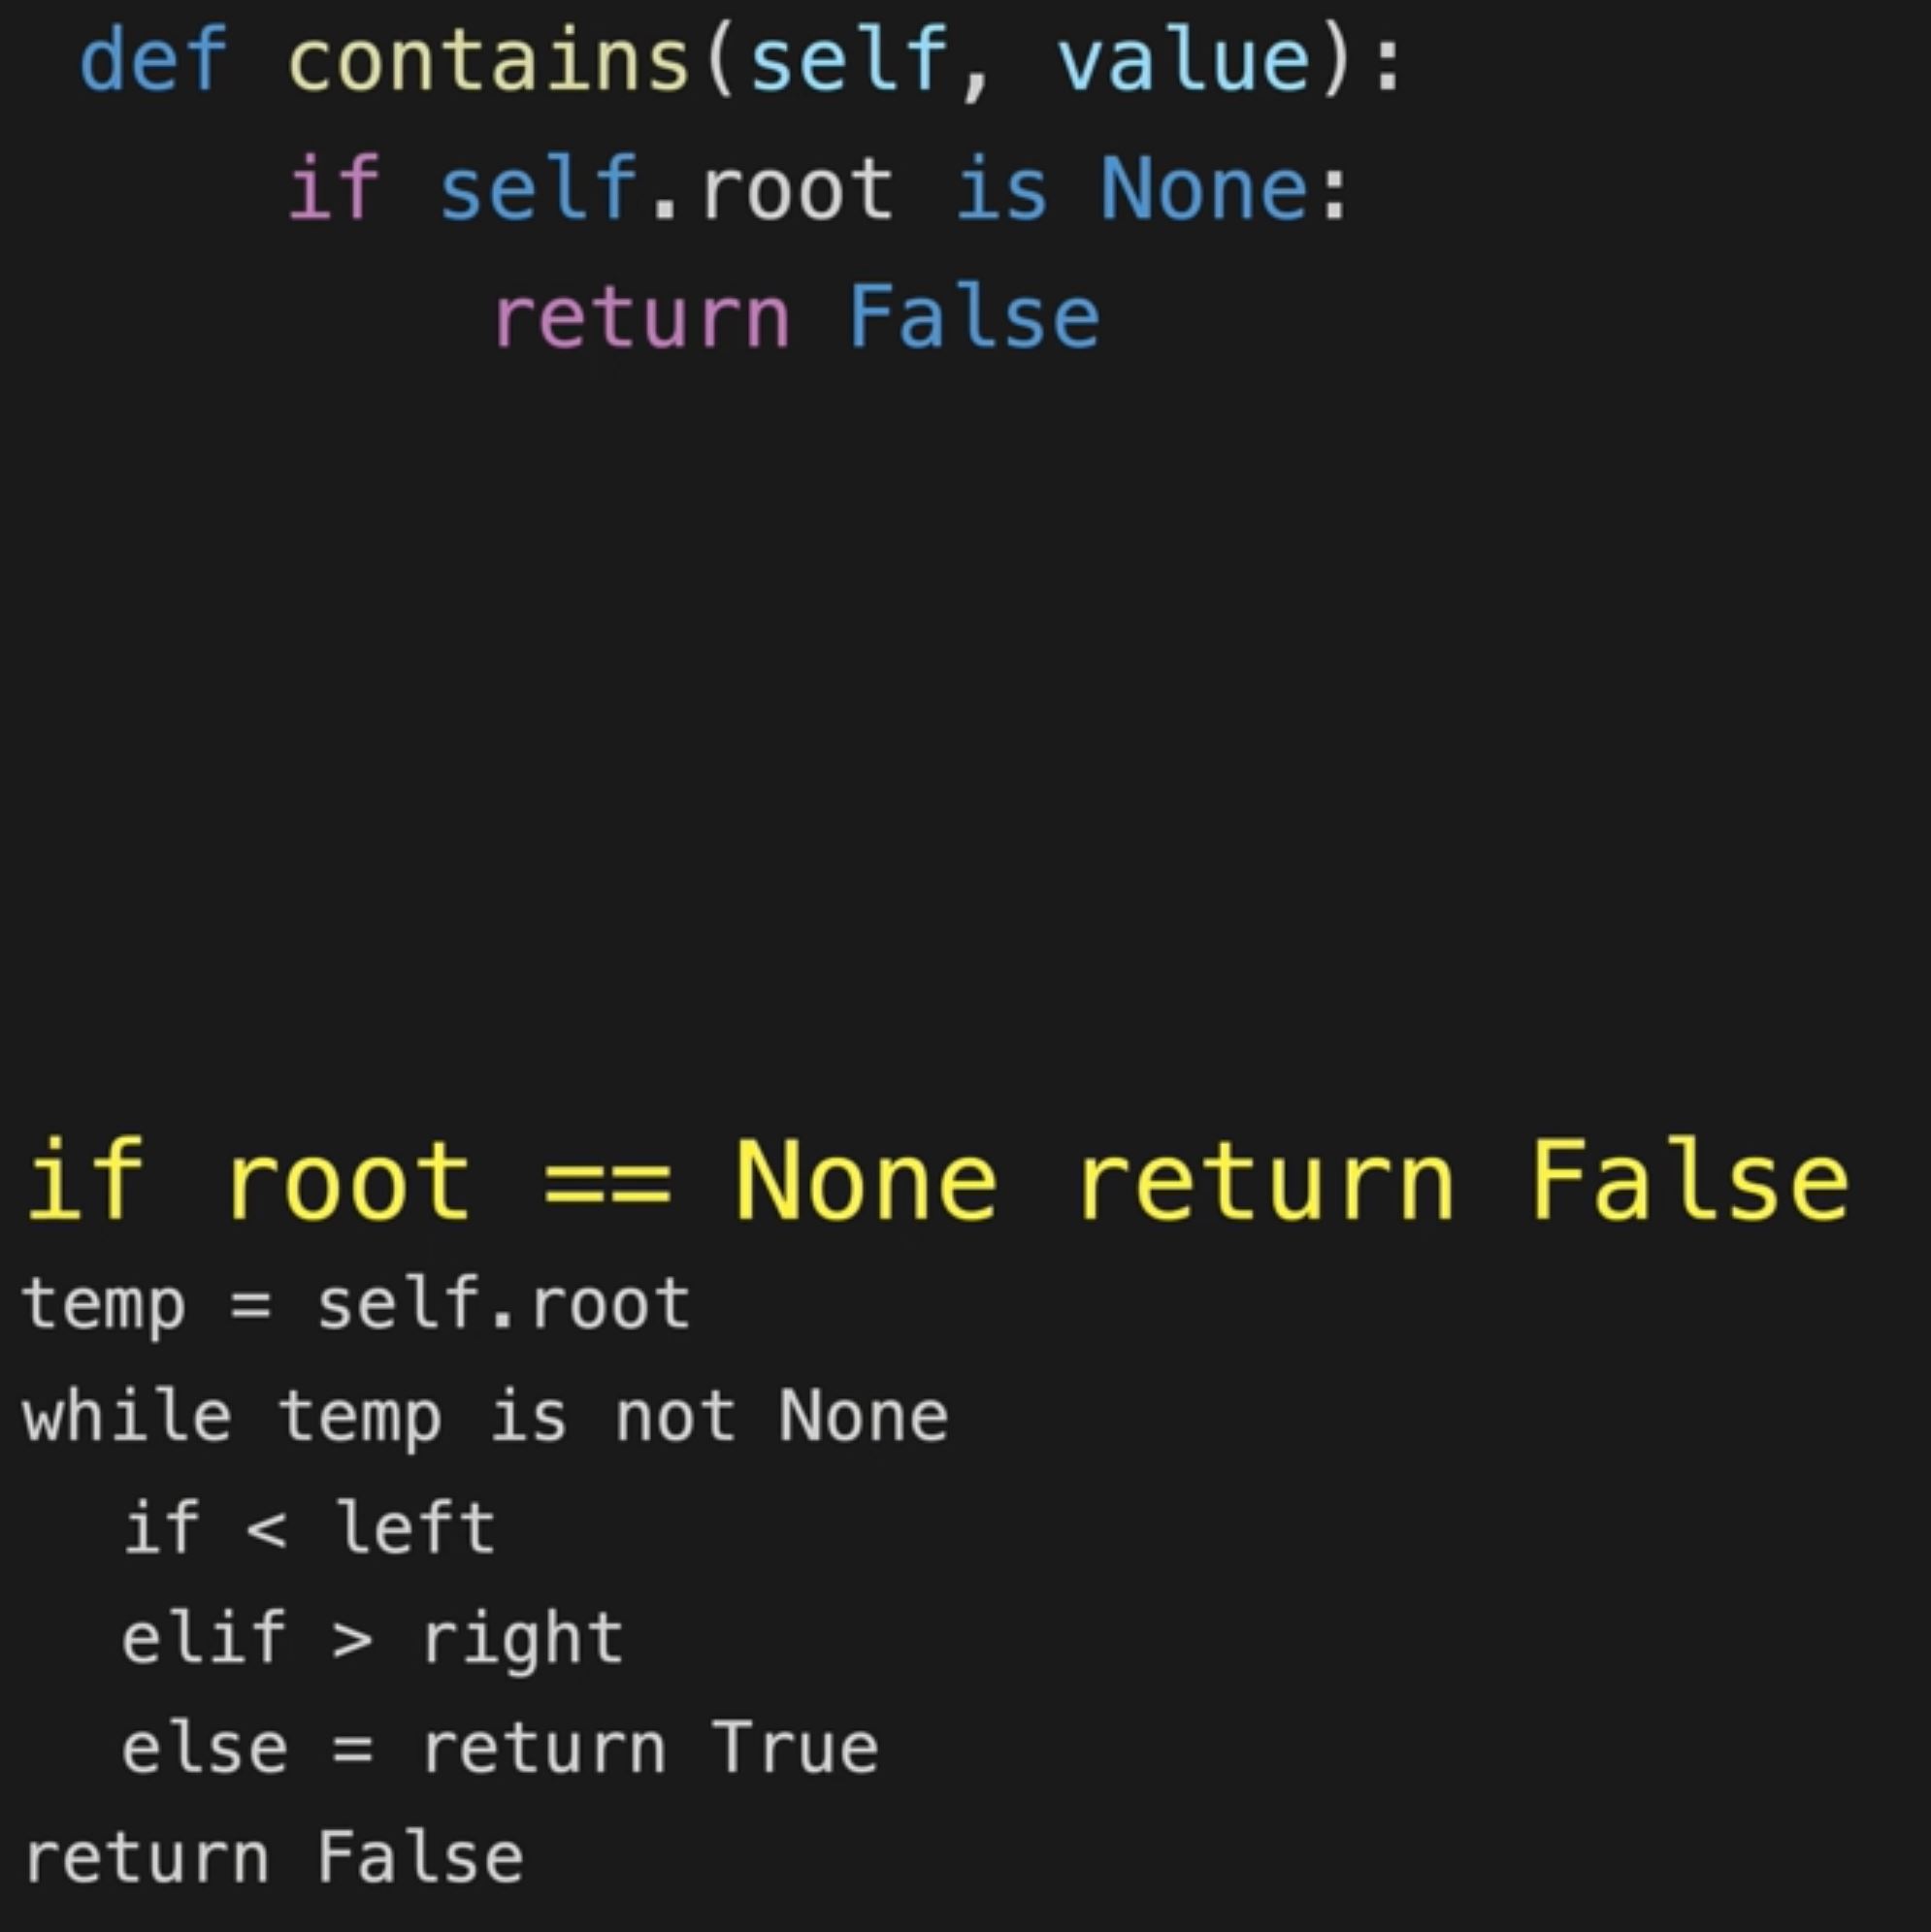 def contains(self, value):
    if self.root is None:
        return False
if root == None return False
temp = self.root
while temp is not None
  if < left
  elif > right
  else = return True
return False